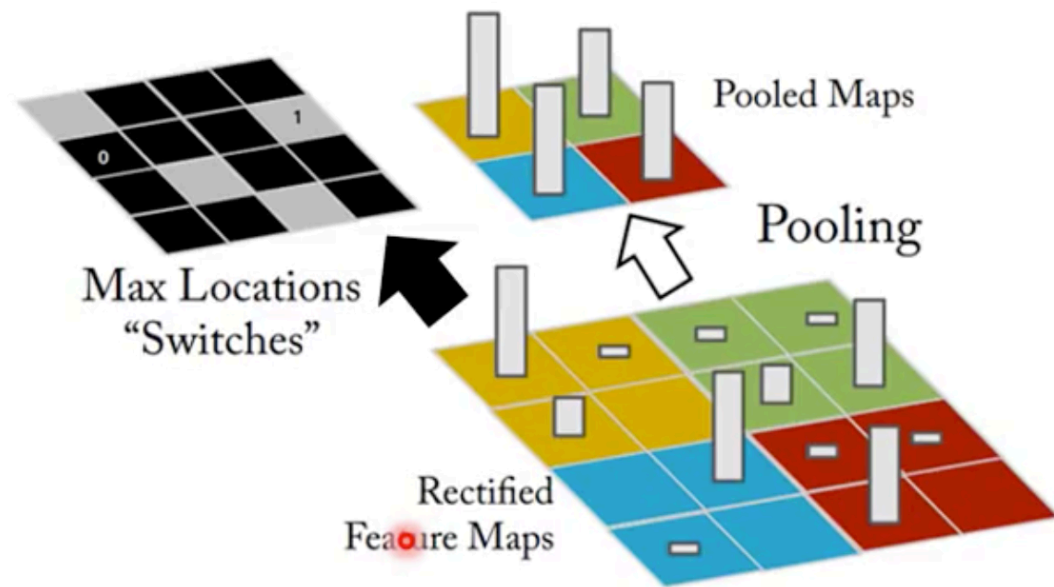 Pooled Maps
1
0
Pooling
Max Locations
“Switches”
Rectified
Feature Maps